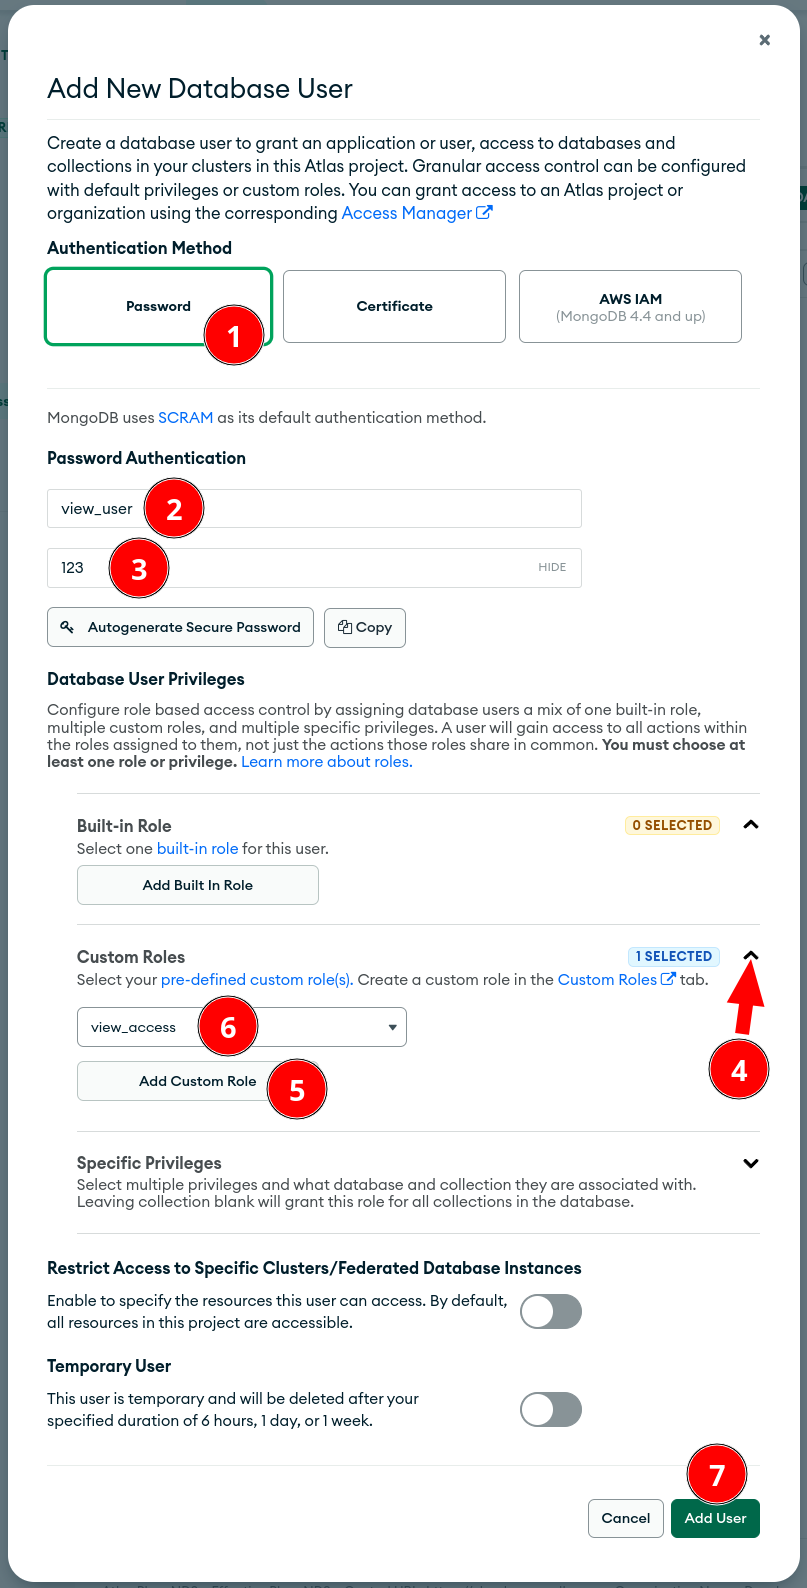 Add New Database User
Create a database user to grant an application or user, access to databases and
collections in your clusters in this Atlas project. Granular access control can be configured
with default privileges or custom roles. You can grant access to an Atlas project or
organization using the corresponding Access Manager
Authentication Method
Password
Certificate
AWS IAM
(MongoDB 4.4 and up)
1
MongoDB uses SCRAM as its default authentication method.
Password Authentication
view_user
2
123
3
HIDE
Autogenerate Secure Password
Copy
Database User Privileges
Configure role based access control by assigning database users a mix of one built-in role,
multiple custom roles, and multiple specific privileges. A user will gain access to all actions within
the roles assigned to them, not just the actions those roles share in common. You must choose at
least one role or privilege. Learn more about roles.
Built-in Role
0 SELECTED
Select one built-in role for this user.
Add Built In Role
Custom Roles
1 SELECTED
Select your pre-defined custom role(s). Create a custom role in the Custom Roles tab.
view_access
6
4
Add Custom Role
5
Specific Privileges
Select multiple privileges and what database and collection they are associated with.
Leaving collection blank will grant this role for all collections in the database.
Restrict Access to Specific Clusters/Federated Database Instances
Enable to specify the resources this user can access. By default,
all resources in this project are accessible.
Temporary User
This user is temporary and will be deleted after your
specified duration of 6 hours, 1 day, or 1 week.
7
Cancel
Add User